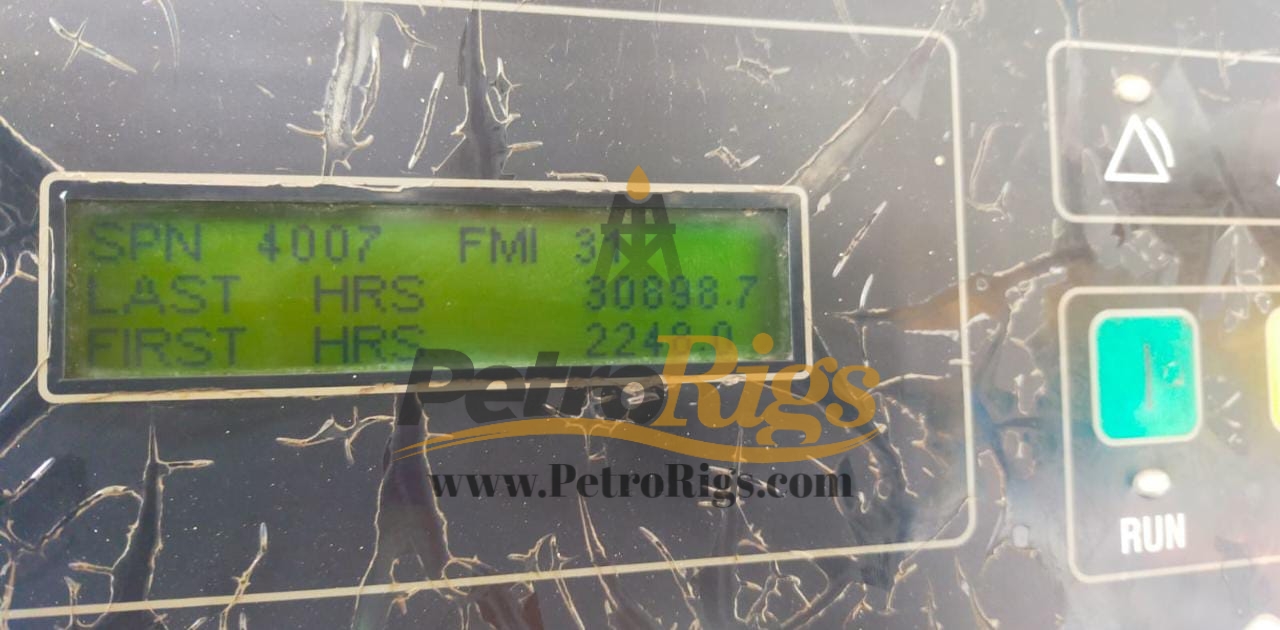 SPN 4007 FMI 31
LAST HRS 30898.7
FIRST HRS
PetroRigs
www.PetroRigs.com
RUN